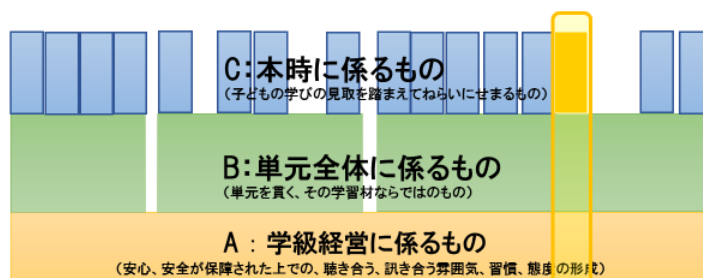 C:本時に係るもの
(子どもの学びの見取を踏まえてねらいにせまるもの)
B:単元全体に係るもの
(単元を貫く、その学習材ならではのもの)
A：学級経営に係るもの
(安心、安全が保障された上での、聴き合う、訊き合う雰囲気、習慣、態度の形成)